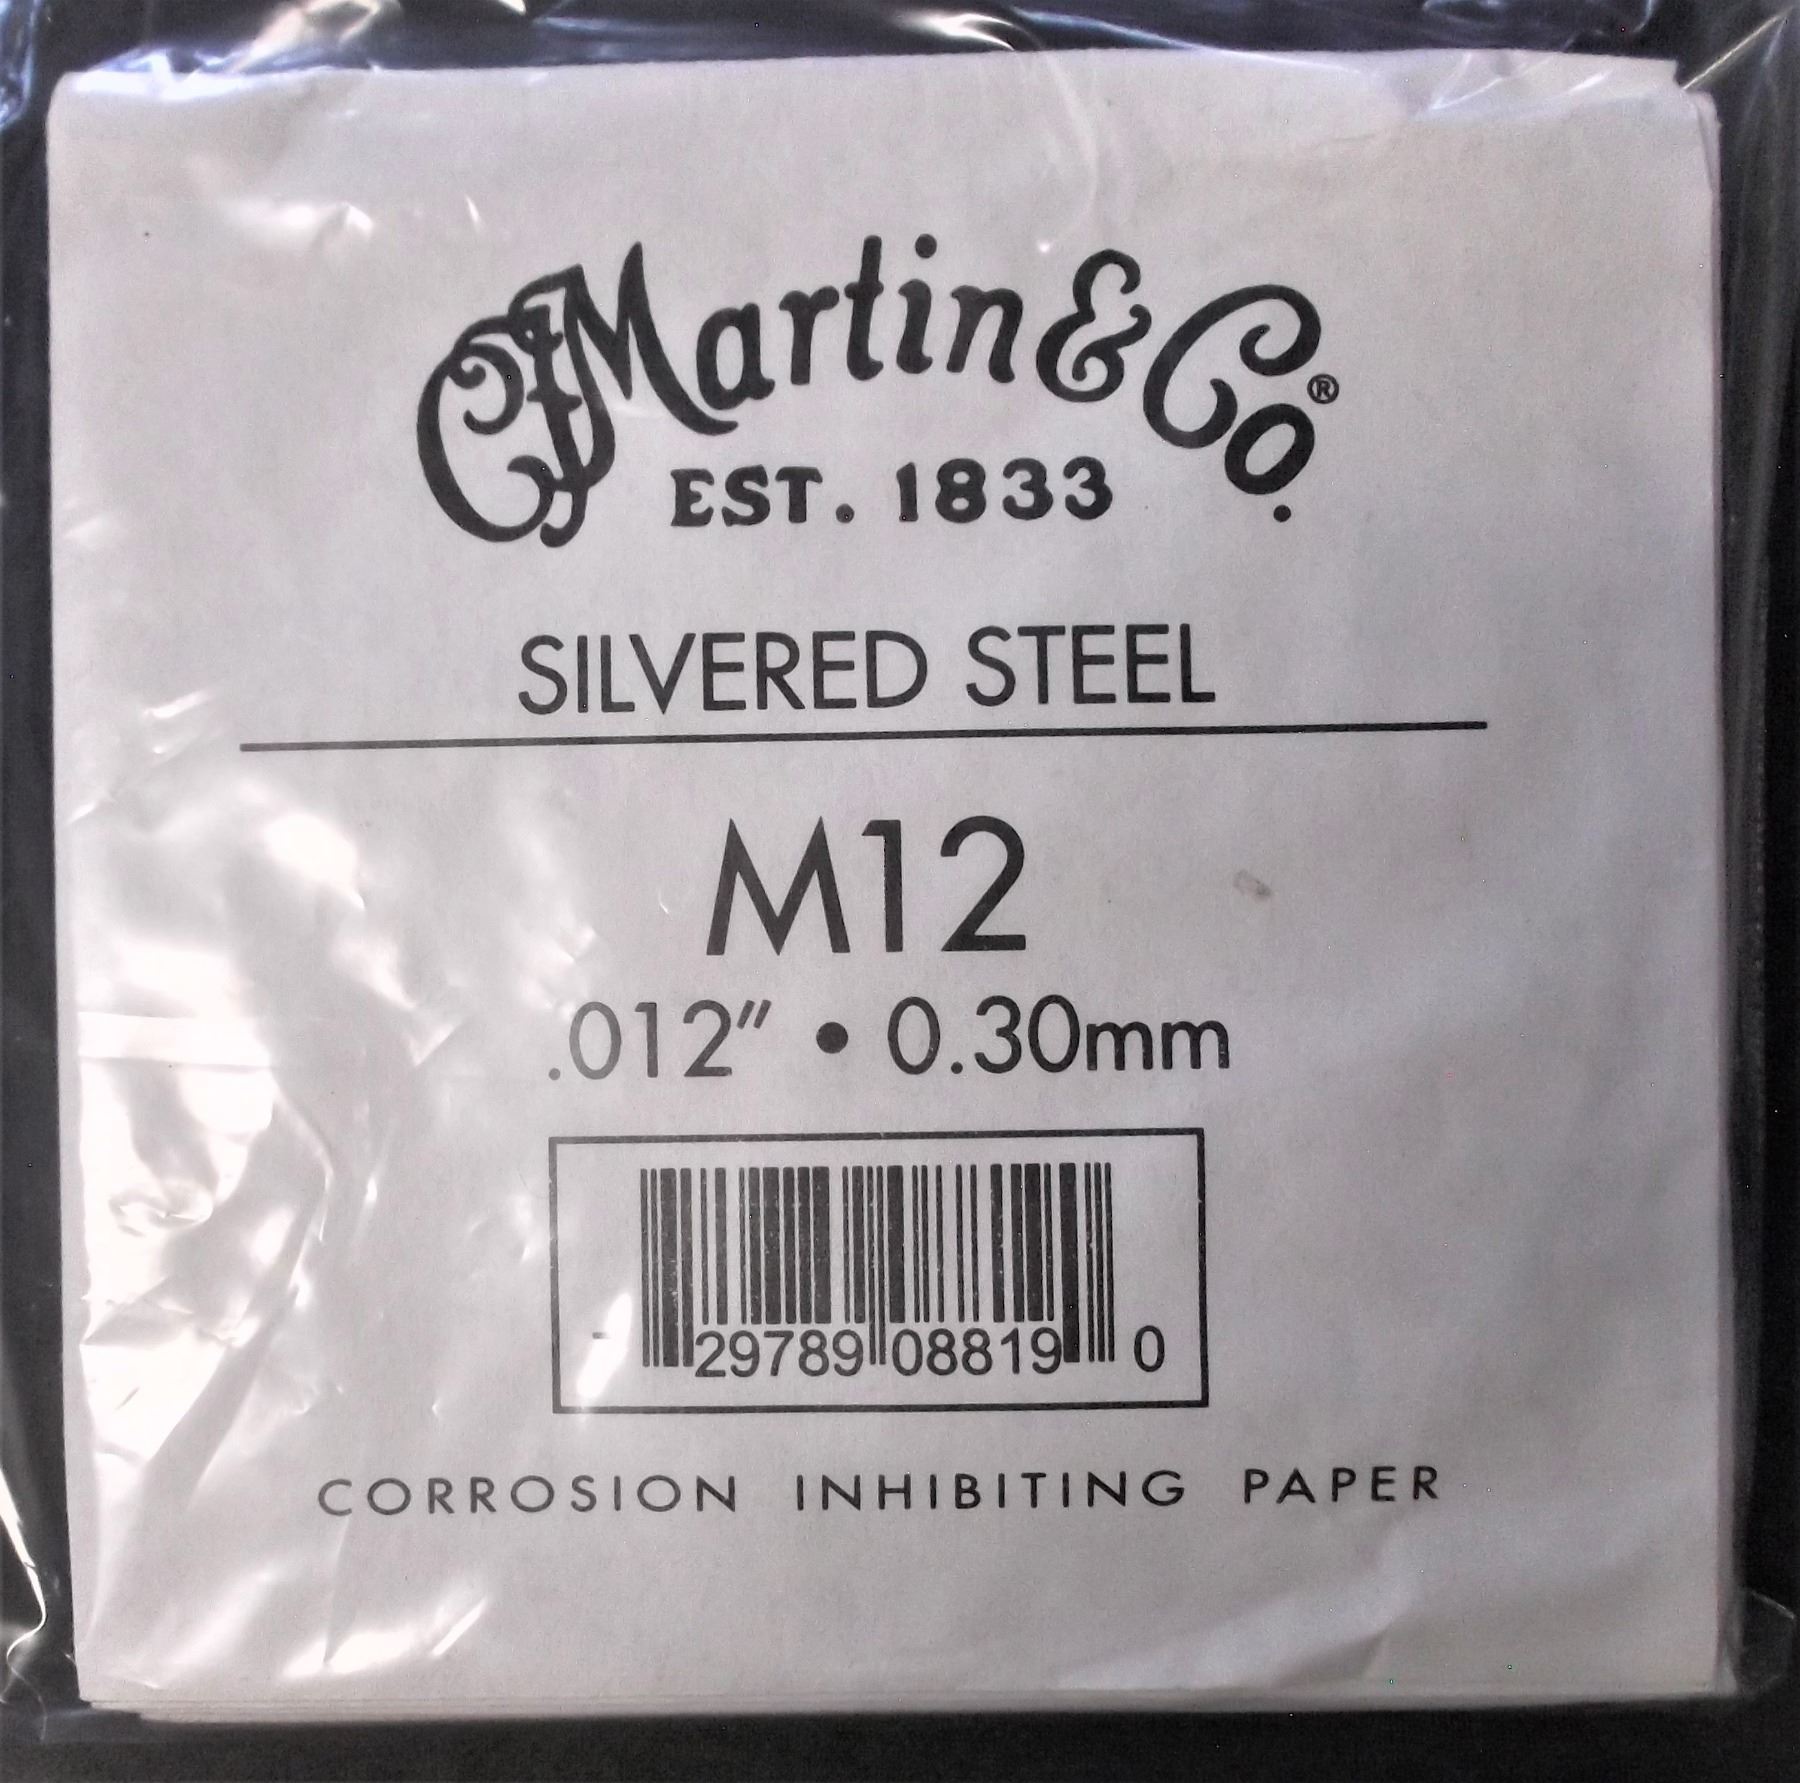 CFMartin & Co.®
EST. 1833
SILVERED STEEL
M12
.012" • 0.30mm
29789 08819 0
CORROSION INHIBITING PAPER